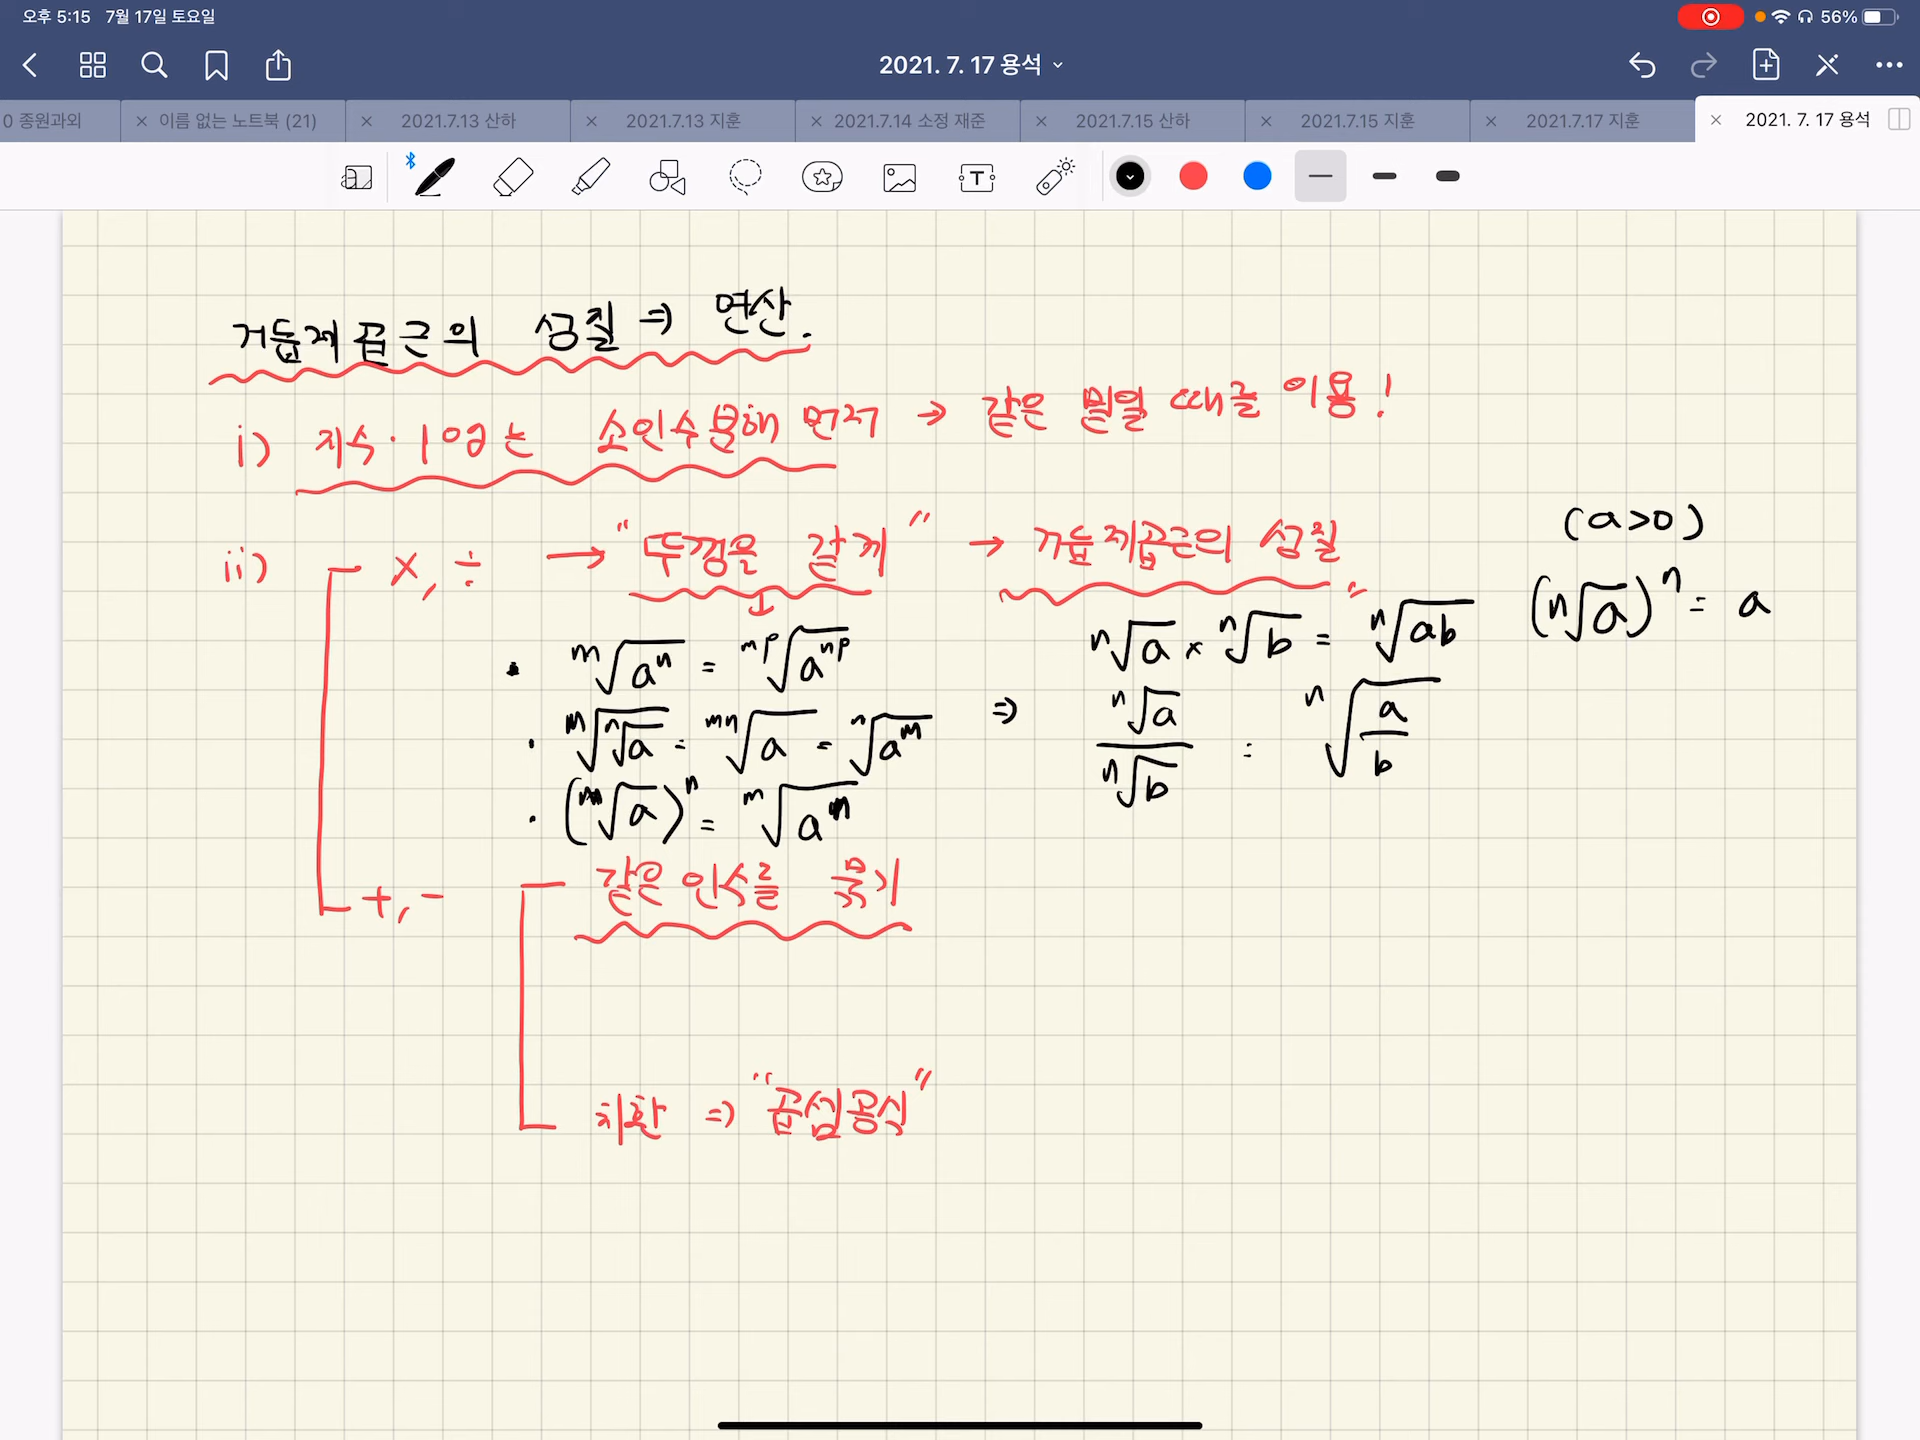 오후 5:15 7월 17일 토요일 56%
2021. 7. 17 용석
0 종원과외 × 이름 없는 노트북 (21) × 2021.7.13 산하 × 2021.7.13 지훈 × 2021.7.14 소정 재준 × 2021.7.15 산하 × 2021.7.15 지훈 × 2021.7.17 지훈 × 2021. 7. 17 용석
거듭제곱근의 성질 ⇒ 연산.
i) 지수·로그는 소인수분해 먼저 → 같은 밑일 때를 이용!
ii) ×, ÷ → "뚜껑을 같게" → 거듭제곱근의 성질"
(a>0)
ᵐ√aⁿ = ᵐᵖ√aⁿᵖ
ⁿ√a × ⁿ√b = ⁿ√ab (ⁿ√a)ⁿ = a
· ᵐ√ⁿ√a = ᵐⁿ√a = ⁿ√aᵐ ⇒ ⁿ√a / ⁿ√b = ⁿ√(a/b)
· (ᵐ√a)ⁿ = ᵐ√aⁿ
+, - 같은 인수를 묶기
치환 ⇒ "곱셈공식"